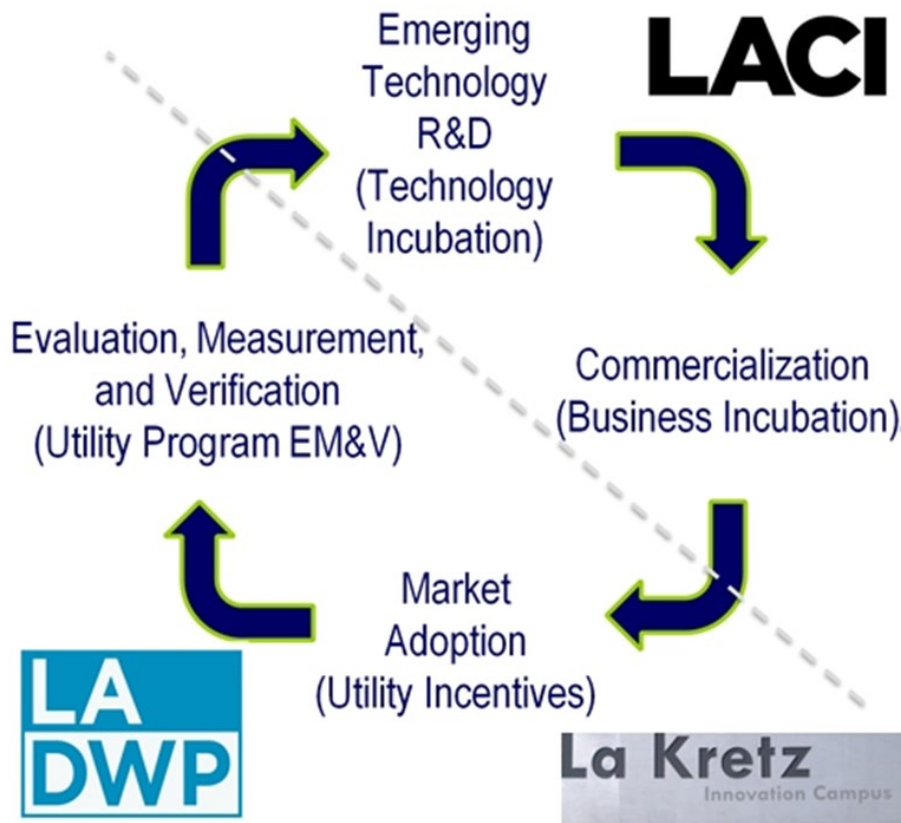 Emerging
Technology
R&D
(Technology
Incubation)
LACI
Evaluation, Measurement,
and Verification
(Utility Program EM&V)
Commercialization
(Business Incubation)
Market
Adoption
(Utility Incentives)
LA
DWP
La Kretz
Innovation Campus